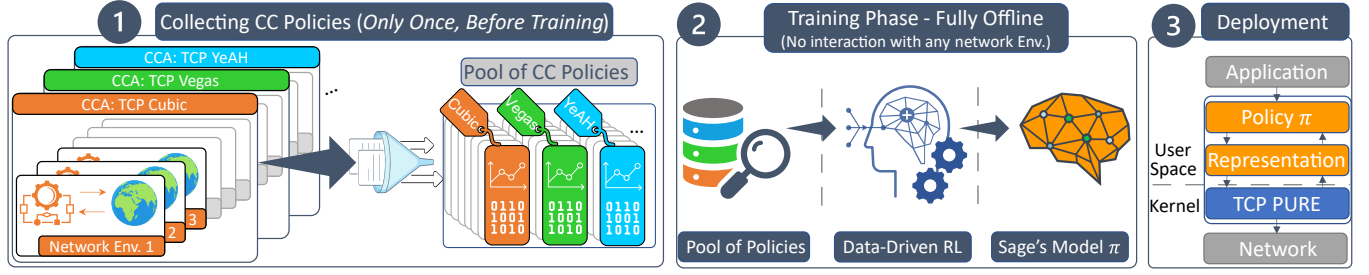 1 Collecting CC Policies (Only Once, Before Training)
CCA: TCP YeAH
CCA: TCP Vegas
CCA: TCP Cubic
...
3
2
Network Env. 1
Pool of CC Policies
Cubic
Vegas
YeAH
...
0110
1001
1010
0110
1001
1010
0110
1001
1010
2 Training Phase - Fully Offline
(No interaction with any network Env.)
Pool of Policies
Data-Driven RL
Sage's Model π
3 Deployment
Application
Policy π
User
Space
Representation
Kernel
TCP PURE
Network